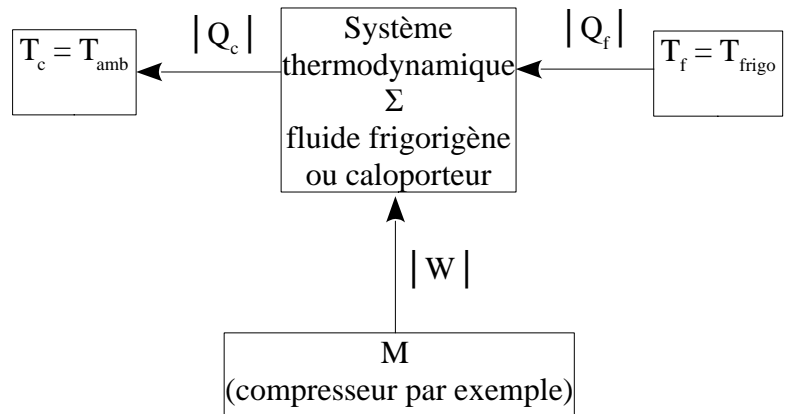 |Q_c|
T_c = T_amb
Système
thermodynamique
Σ
fluide frigorigène
ou caloporteur
|Q_f|
T_f = T_frigo
|W|
M
(compresseur par exemple)